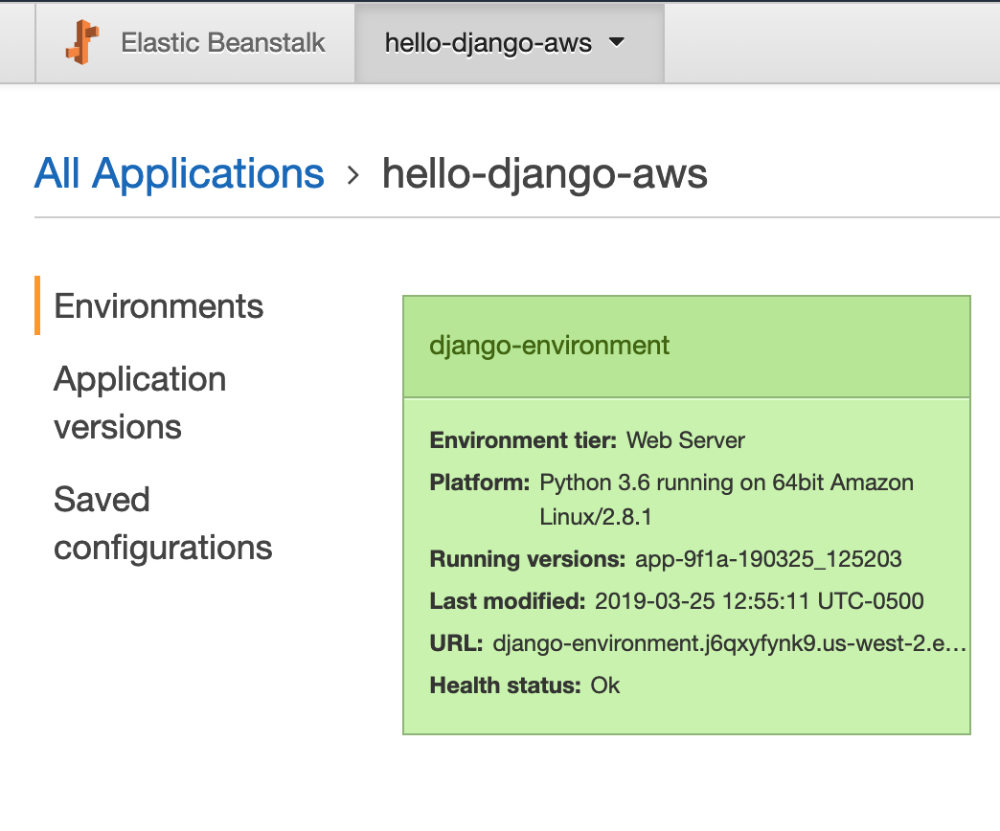 Elastic Beanstalk
hello-django-aws
All Applications › hello-django-aws
Environments
Application
versions
Saved
configurations
django-environment
Environment tier: Web Server
Platform: Python 3.6 running on 64bit Amazon
Linux/2.8.1
Running versions: app-9f1a-190325_125203
Last modified: 2019-03-25 12:55:11 UTC-0500
URL: django-environment.j6qxyfynk9.us-west-2.e...
Health status: Ok